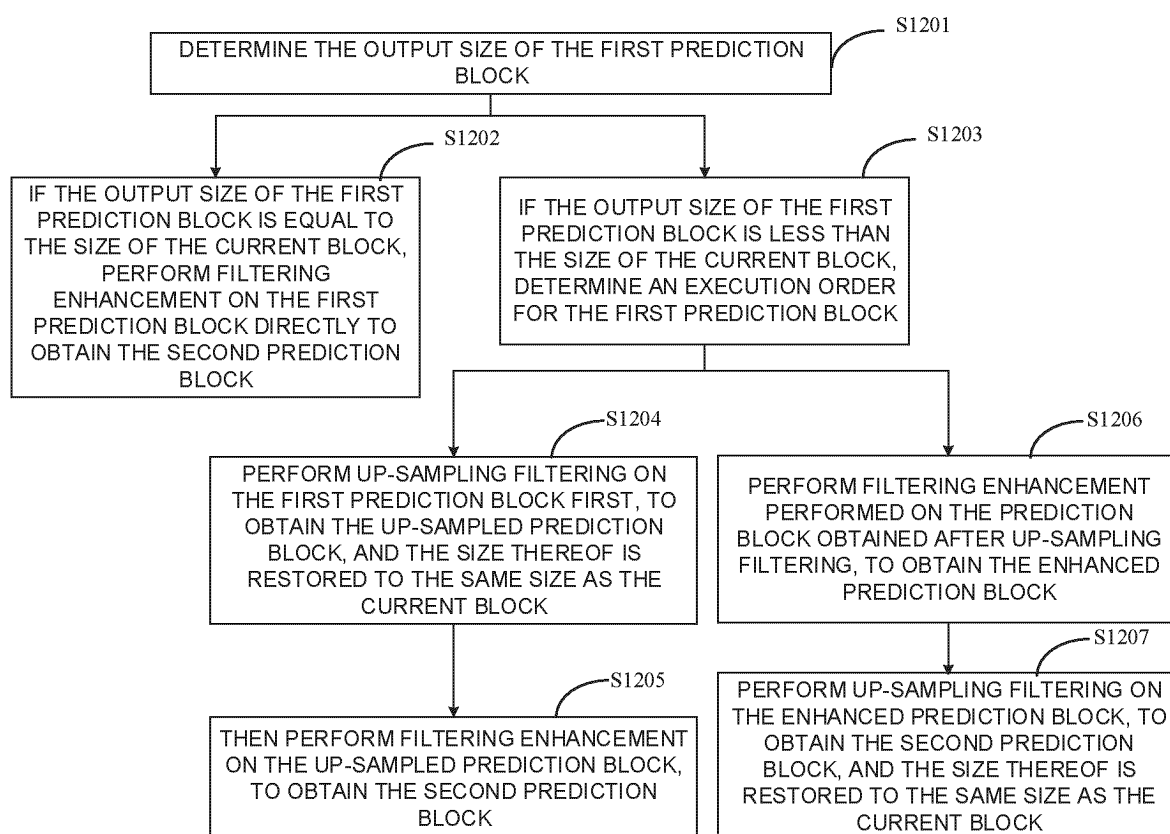 S1201
DETERMINE THE OUTPUT SIZE OF THE FIRST PREDICTION
BLOCK
S1202
IF THE OUTPUT SIZE OF THE FIRST
PREDICTION BLOCK IS EQUAL TO
THE SIZE OF THE CURRENT BLOCK,
PERFORM FILTERING
ENHANCEMENT ON THE FIRST
PREDICTION BLOCK DIRECTLY TO
OBTAIN THE SECOND PREDICTION
BLOCK
S1203
IF THE OUTPUT SIZE OF THE FIRST
PREDICTION BLOCK IS LESS THAN
THE SIZE OF THE CURRENT BLOCK,
DETERMINE AN EXECUTION ORDER
FOR THE FIRST PREDICTION BLOCK
S1204
PERFORM UP-SAMPLING FILTERING ON
THE FIRST PREDICTION BLOCK FIRST, TO
OBTAIN THE UP-SAMPLED PREDICTION
BLOCK, AND THE SIZE THEREOF IS
RESTORED TO THE SAME SIZE AS THE
CURRENT BLOCK
S1205
THEN PERFORM FILTERING ENHANCEMENT
ON THE UP-SAMPLED PREDICTION BLOCK,
TO OBTAIN THE SECOND PREDICTION
BLOCK
S1206
PERFORM FILTERING ENHANCEMENT
PERFORMED ON THE PREDICTION
BLOCK OBTAINED AFTER UP-SAMPLING
FILTERING, TO OBTAIN THE ENHANCED
PREDICTION BLOCK
S1207
PERFORM UP-SAMPLING FILTERING ON
THE ENHANCED PREDICTION BLOCK, TO
OBTAIN THE SECOND PREDICTION
BLOCK, AND THE SIZE THEREOF IS
RESTORED TO THE SAME SIZE AS THE
CURRENT BLOCK